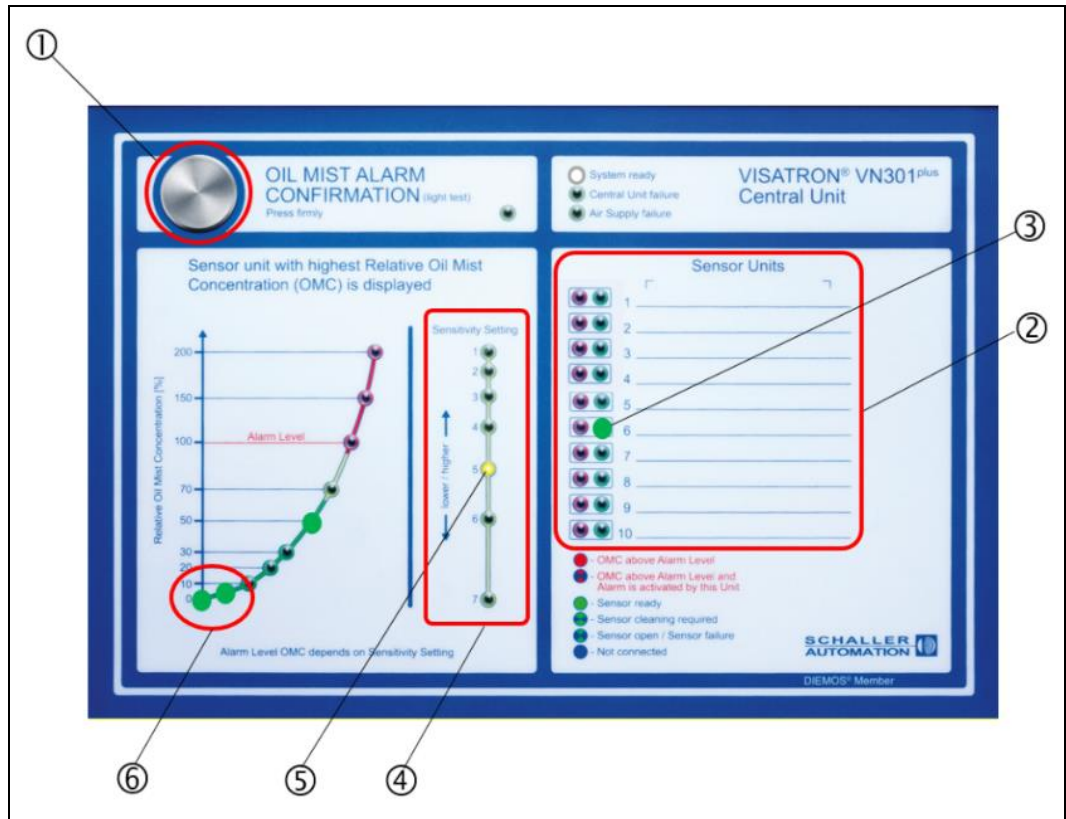 ①
OIL MIST ALARM
CONFIRMATION (light test)
Press firmly
System ready
Central Unit failure
Air Supply failure
VISATRON® VN301plus
Central Unit
③
Sensor unit with highest Relative Oil Mist
Concentration (OMC) is displayed
Relative Oil Mist Concentration [%]
200
150
100
70
50
30
20
10
0
Alarm Level
Sensitivity Setting
1
2
3
4
5
6
7
lower / higher
Alarm Level OMC depends on Sensitivity Setting
Sensor Units
1
2
3
4
5
6
7
8
9
10
②
- OMC above Alarm Level
- OMC above Alarm Level and
Alarm is activated by this Unit
- Sensor ready
- Sensor cleaning required
- Sensor open / Sensor failure
- Not connected
SCHALLER
AUTOMATION
DIEMOS® Member
⑥
⑤
④